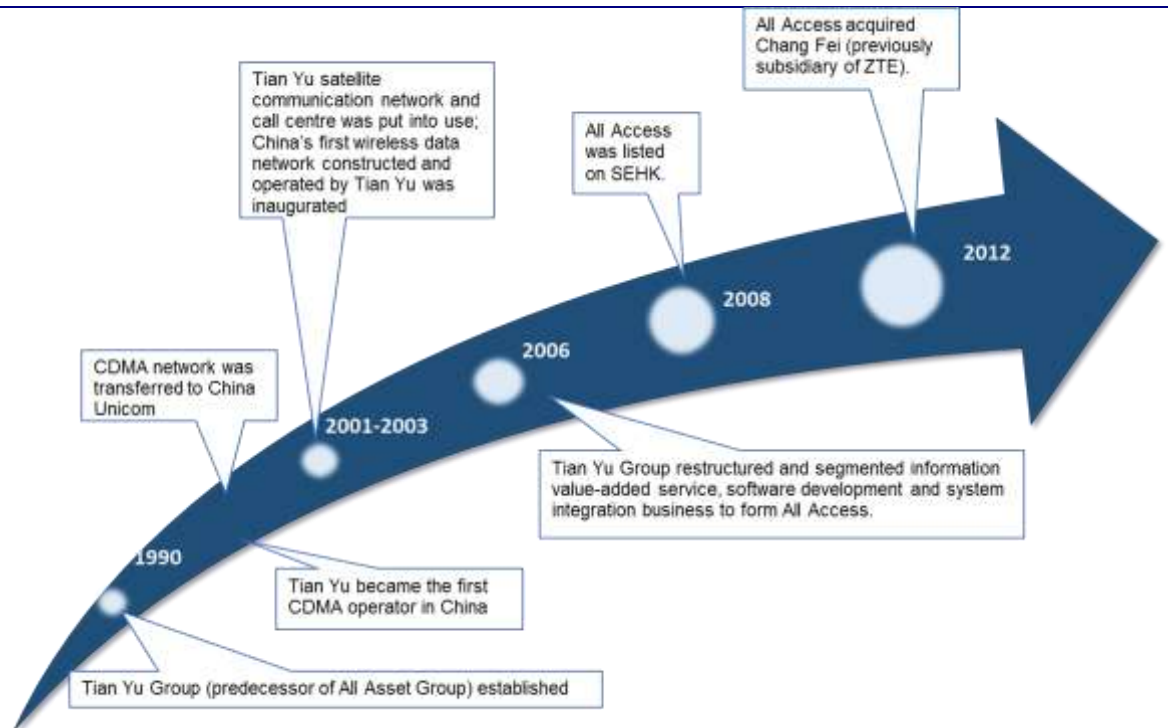 All Access acquired
Chang Fei (previously
subsidiary of ZTE).
Tian Yu satellite
communication network and
call centre was put into use;
China's first wireless data
network constructed and
operated by Tian Yu was
inaugurated
All Access
was listed
on SEHK.
2012
2008
2006
CDMA network was
transferred to China
Unicom
2001-2003
Tian Yu Group restructured and segmented information
value-added service, software development and system
integration business to form All Access.
1990
Tian Yu became the first
CDMA operator in China
Tian Yu Group (predecessor of All Asset Group) established